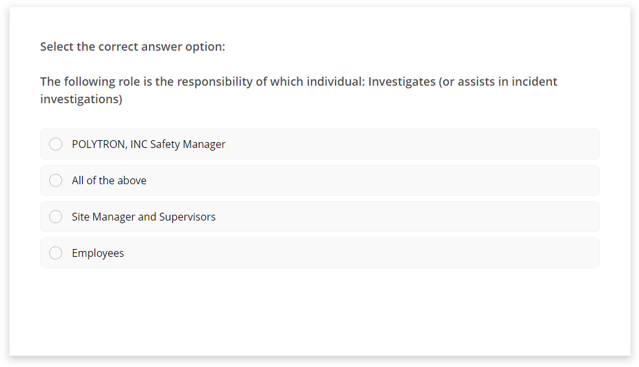 Select the correct answer option:
The following role is the responsibility of which individual: Investigates (or assists in incident
investigations)
POLYTRON, INC Safety Manager
All of the above
Site Manager and Supervisors
Employees